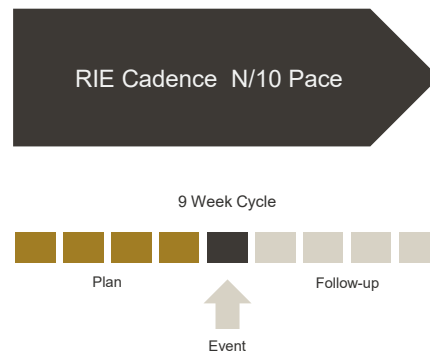 RIE Cadence  N/10 Pace
9 Week Cycle
Plan
Follow-up
Event